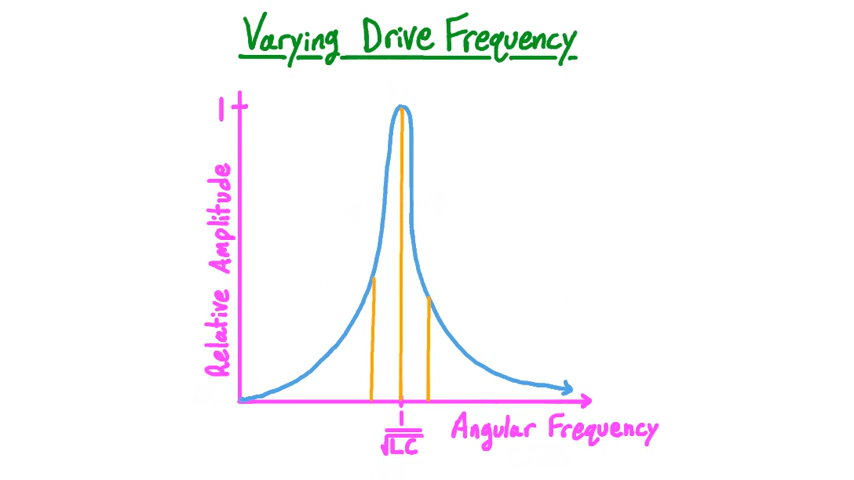 Varying Drive Frequency
1
Relative Amplitude
1
√LC
Angular Frequency